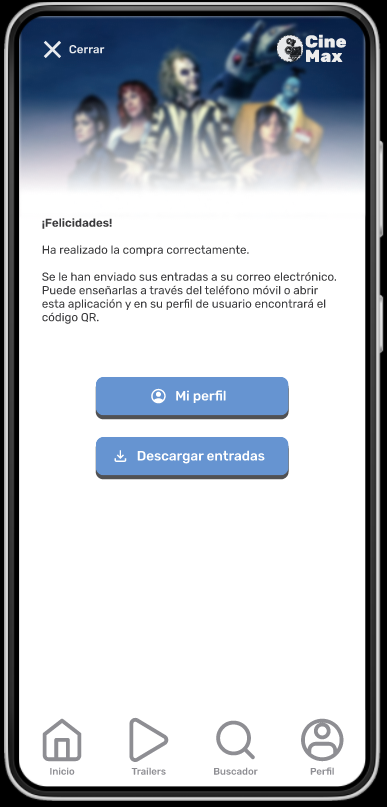 Cerrar
Cine
Max
¡Felicidades!
Ha realizado la compra correctamente.
Se le han enviado sus entradas a su correo electrónico.
Puede enseñarlas a través del teléfono móvil o abrir
esta aplicación y en su perfil de usuario encontrará el
código QR.
Mi perfil
Descargar entradas
Inicio
Trailers
Buscador
Perfil